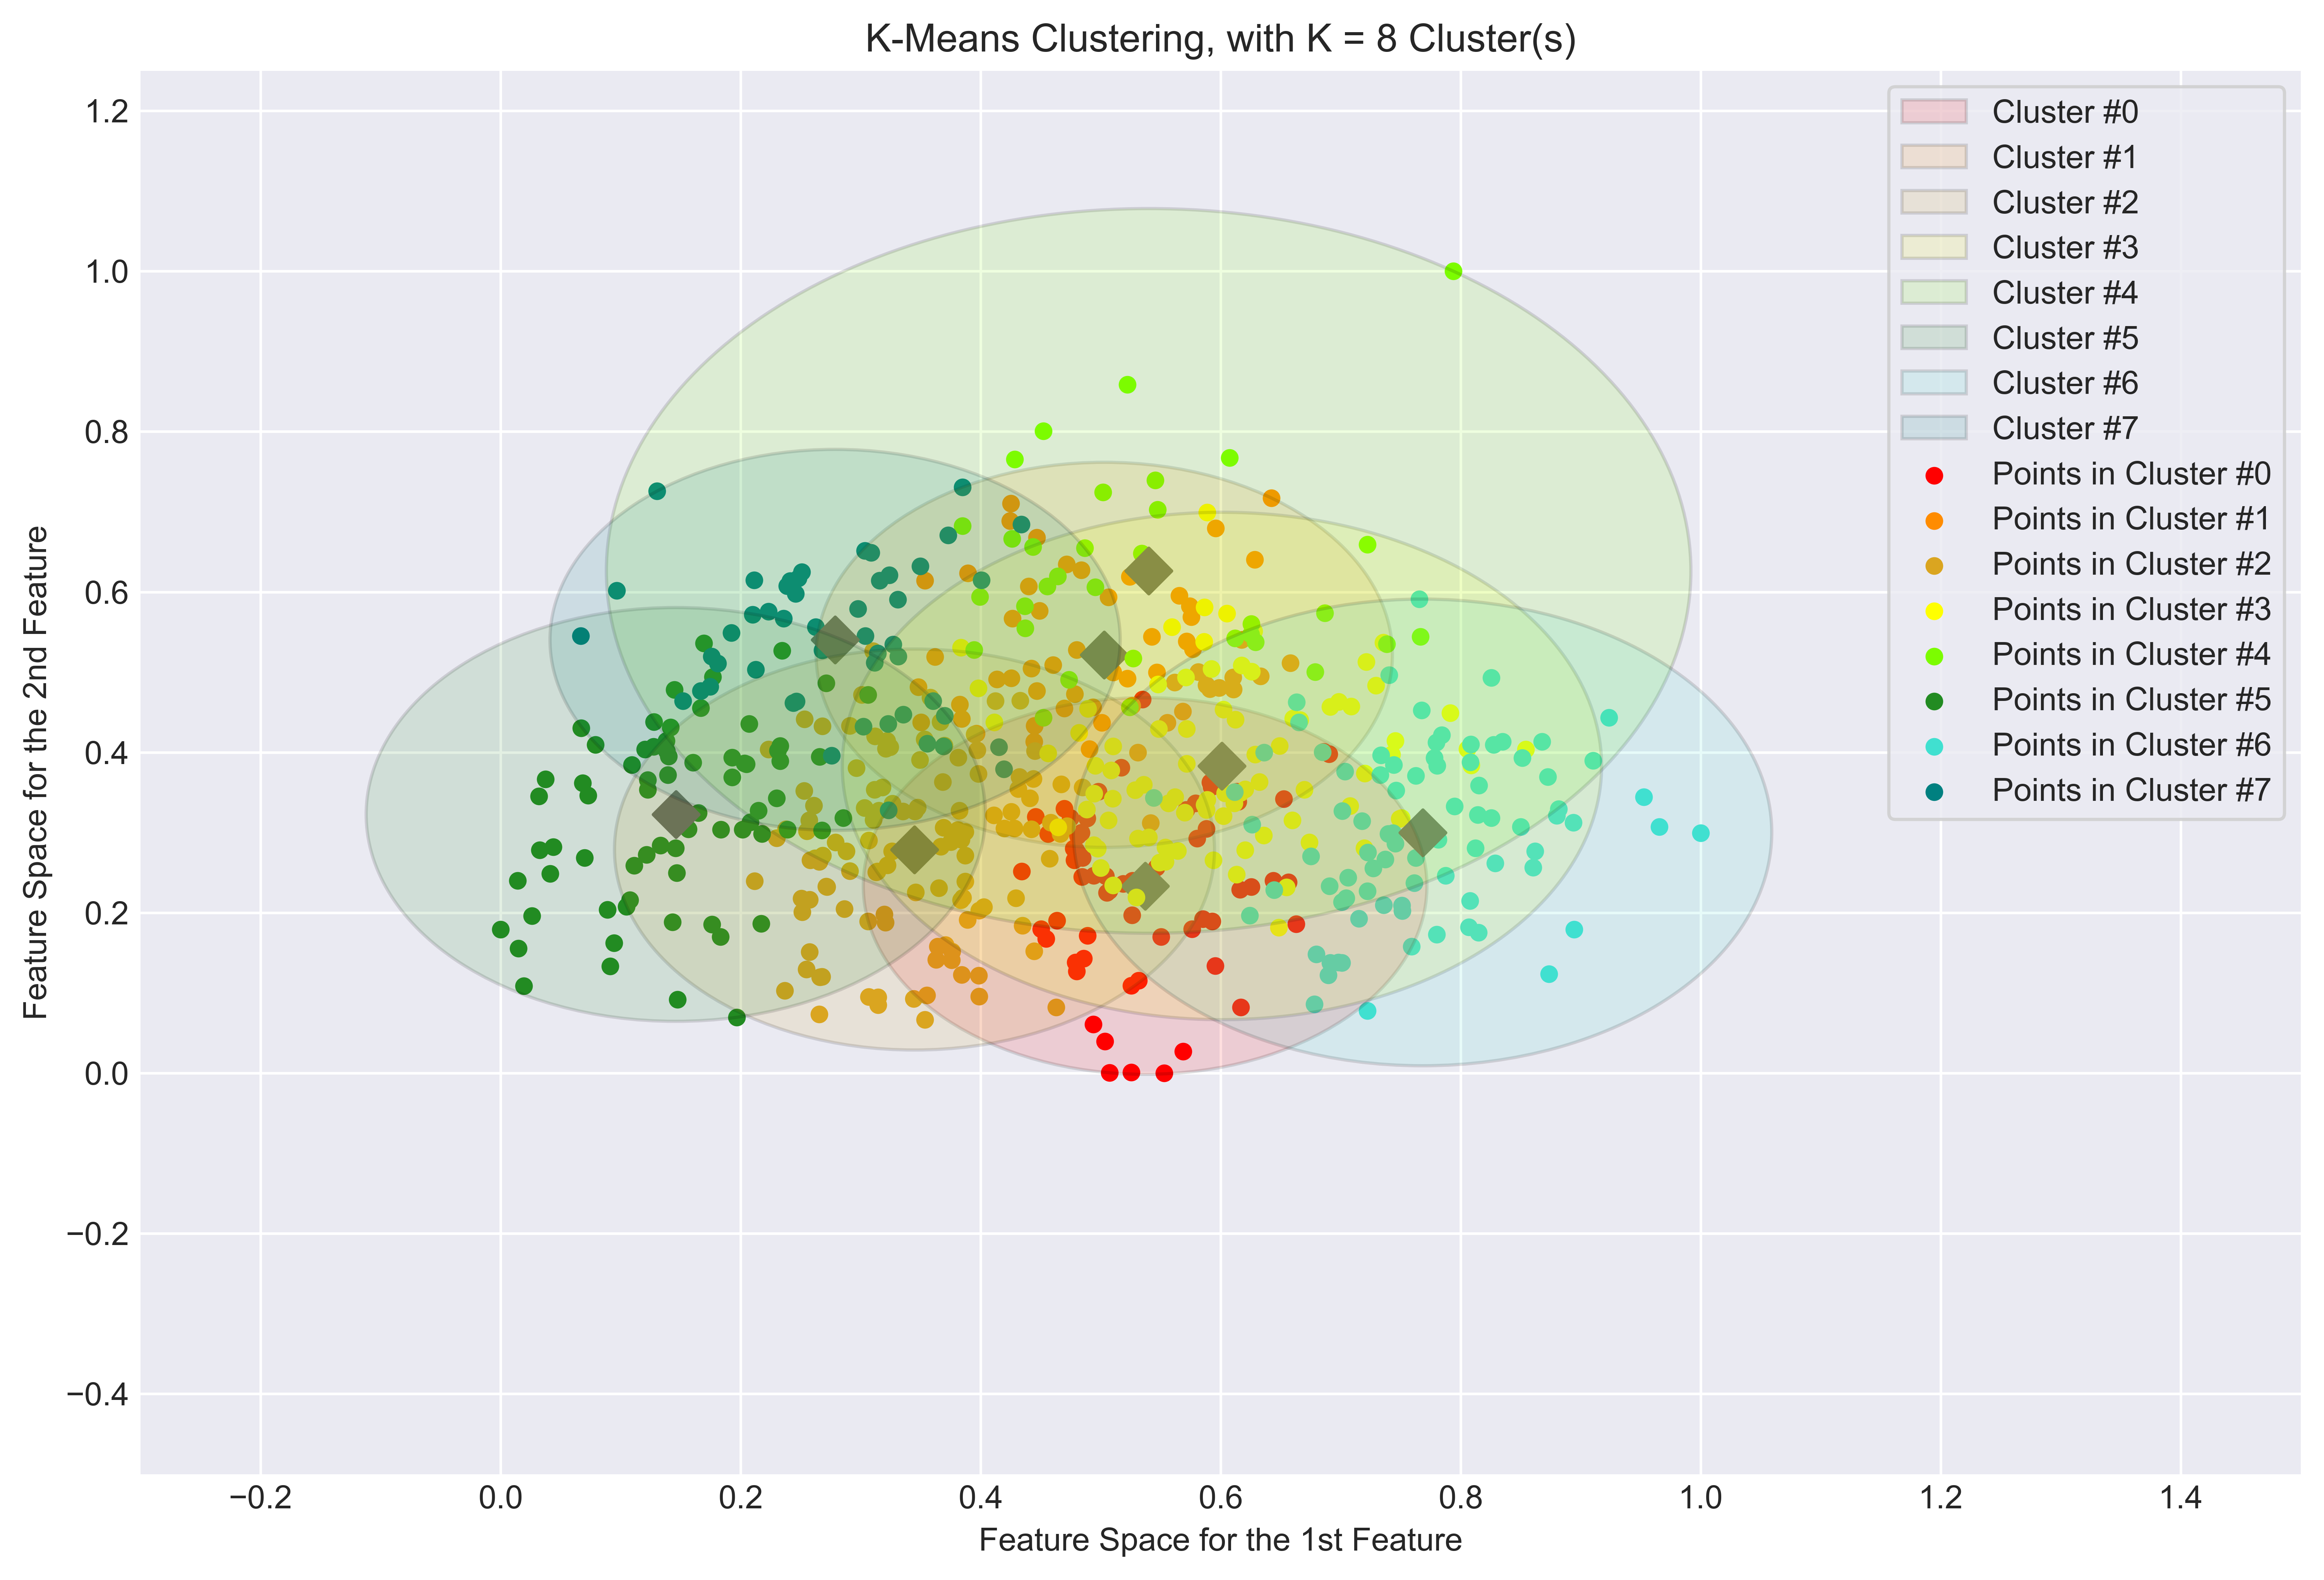 K-Means Clustering, with K = 8 Cluster(s)
1.2
1.0
0.8
0.6
0.4
0.2
0.0
−0.2
−0.4
Feature Space for the 2nd Feature
Cluster #0
Cluster #1
Cluster #2
Cluster #3
Cluster #4
Cluster #5
Cluster #6
Cluster #7
Points in Cluster #0
Points in Cluster #1
Points in Cluster #2
Points in Cluster #3
Points in Cluster #4
Points in Cluster #5
Points in Cluster #6
Points in Cluster #7
−0.2 0.0 0.2 0.4 0.6 0.8 1.0 1.2 1.4
Feature Space for the 1st Feature